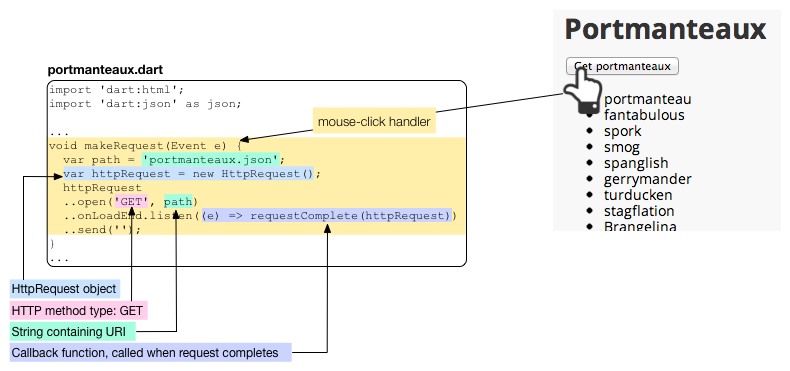 Portmanteaux
Get portmanteaux
portmanteau
fantabulous
spork
smog
spanglish
gerrymander
turducken
stagflation
Brangelina
portmanteaux.dart
import 'dart:html';
import 'dart:json' as json;
...
mouse-click handler
void makeRequest(Event e) {
var path = 'portmanteaux.json';
var httpRequest = new HttpRequest();
httpRequest
..open('GET', path)
..onLoadEnd.listen((e) => requestComplete(httpRequest))
..send('');
}
...
HttpRequest object
HTTP method type: GET
String containing URI
Callback function, called when request completes